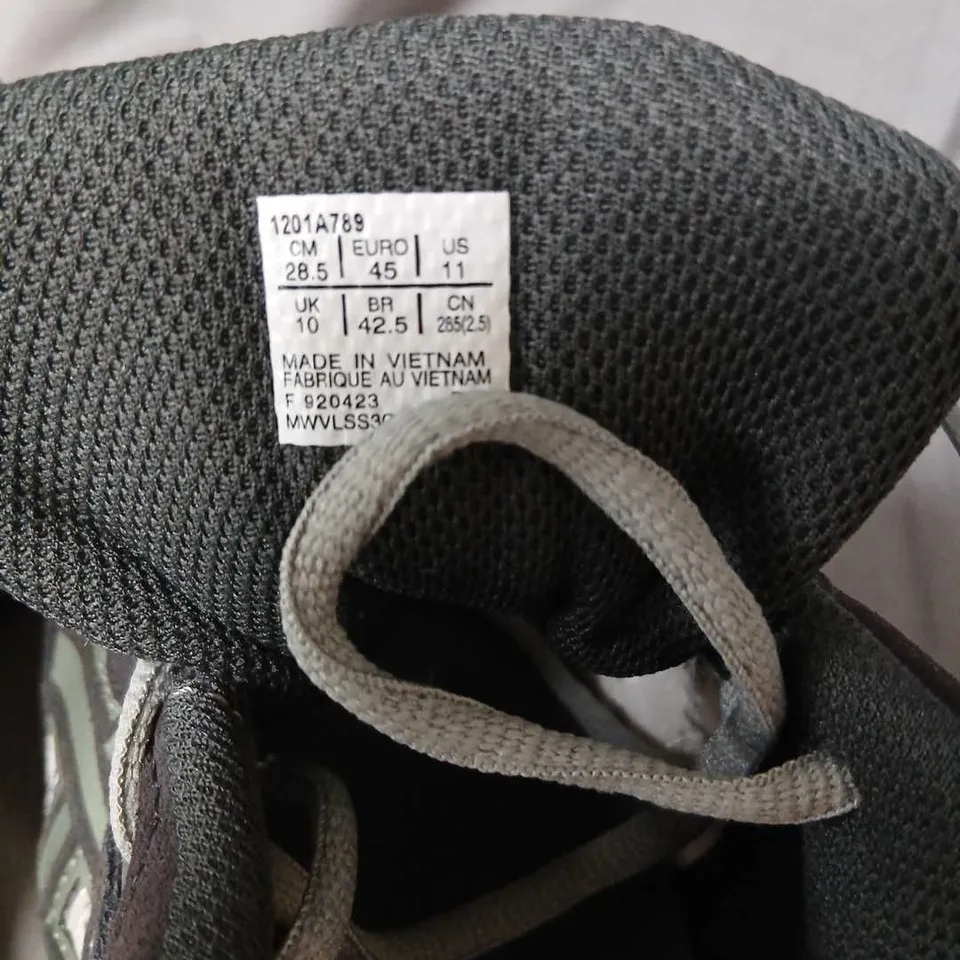 1201A789
CM | EURO | US
28.5 | 45 | 11
UK | BR | CN
10 | 42.5 | 285(2.5)
MADE IN VIETNAM
FABRIQUE AU VIETNAM
F 920423